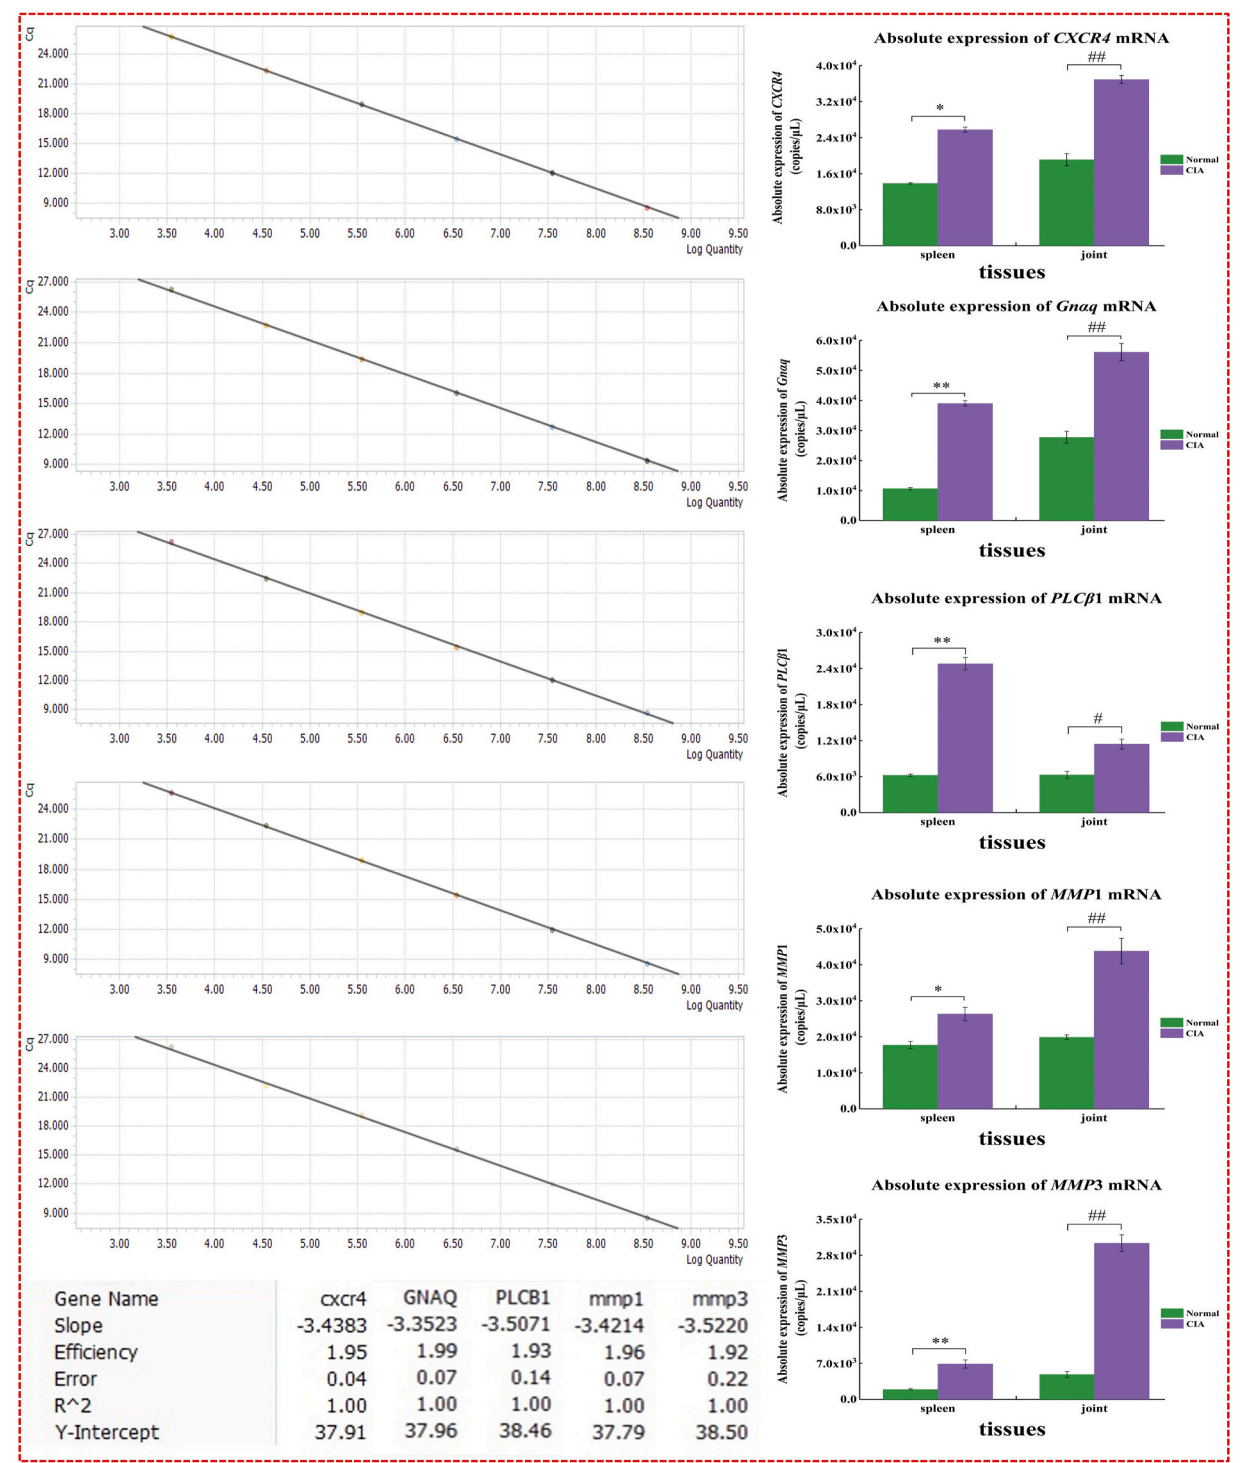 Cq
24.000
21.000
18.000
15.000
12.000
9.000
3.00 3.50 4.00 4.50 5.00 5.50 6.00 6.50 7.00 7.50 8.00 8.50 9.00 9.50
Log Quantity
Absolute expression of CXCR4 mRNA
Absolute expression of CXCR4
(copies/μL)
4.0x10⁴
3.2x10⁴
2.4x10⁴
1.6x10⁴
8.0x10³
0.0
*
##
spleen joint
tissues
Normal
CIA
Cq
27.000
24.000
21.000
18.000
15.000
12.000
9.000
3.00 3.50 4.00 4.50 5.00 5.50 6.00 6.50 7.00 7.50 8.00 8.50 9.00 9.50
Log Quantity
Absolute expression of Gnαq mRNA
Absolute expression of Gnαq
(copies/μL)
6.0x10⁴
5.0x10⁴
4.0x10⁴
3.0x10⁴
2.0x10⁴
1.0x10⁴
0.0
**
##
spleen joint
tissues
Normal
CIA
Cq
27.000
24.000
21.000
18.000
15.000
12.000
9.000
3.00 3.50 4.00 4.50 5.00 5.50 6.00 6.50 7.00 7.50 8.00 8.50 9.00 9.50
Log Quantity
Absolute expression of PLCβ1 mRNA
Absolute expression of PLCβ1
(copies/μL)
3.0x10⁴
2.4x10⁴
1.8x10⁴
1.2x10⁴
6.0x10³
0.0
**
#
spleen joint
tissues
Normal
CIA
Cq
24.000
21.000
18.000
15.000
12.000
9.000
3.00 3.50 4.00 4.50 5.00 5.50 6.00 6.50 7.00 7.50 8.00 8.50 9.00 9.50
Log Quantity
Absolute expression of MMP1 mRNA
Absolute expression of MMP1
(copies/μL)
5.0x10⁴
4.0x10⁴
3.0x10⁴
2.0x10⁴
1.0x10⁴
0.0
*
##
spleen joint
tissues
Normal
CIA
Cq
27.000
24.000
21.000
18.000
15.000
12.000
9.000
3.00 3.50 4.00 4.50 5.00 5.50 6.00 6.50 7.00 7.50 8.00 8.50 9.00 9.50
Log Quantity
Absolute expression of MMP3 mRNA
Absolute expression of MMP3
(copies/μL)
3.5x10⁴
2.8x10⁴
2.1x10⁴
1.4x10⁴
7.0x10³
0.0
**
##
spleen joint
tissues
Normal
CIA
Gene Name cxcr4 GNAQ PLCB1 mmp1 mmp3
Slope -3.4383 -3.3523 -3.5071 -3.4214 -3.5220
Efficiency 1.95 1.99 1.93 1.96 1.92
Error 0.04 0.07 0.14 0.07 0.22
R^2 1.00 1.00 1.00 1.00 1.00
Y-Intercept 37.91 37.96 38.46 37.79 38.50